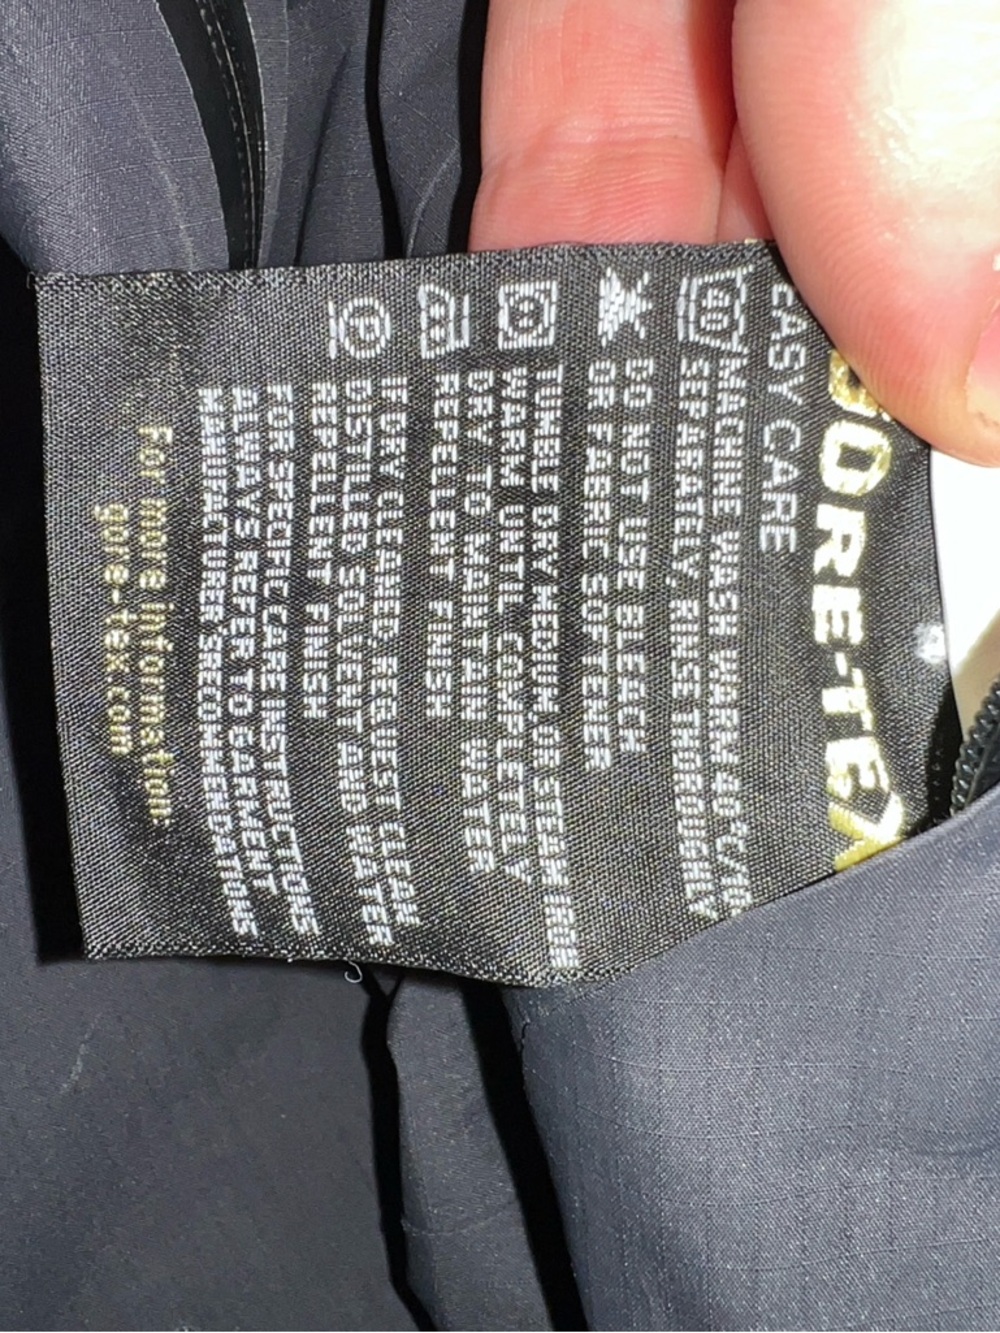 GORE-TEX
EASY CARE
40
MACHINE WASH WARM 40°C/105
SEPARATELY, RINSE THOROUGHLY
DO NOT USE BLEACH
OR FABRIC SOFTENER
TUMBLE DRY MEDIUM, OR STEAM IRON
WARM UNTIL COMPLETELY
DRY TO MAINTAIN WATER
REPELLENT FINISH
P
IF DRY CLEANED, REQUEST CLEAN
DISTILLED SOLVENT AND WATER
REPELLENT FINISH
FOR SPECIFIC CARE INSTRUCTIONS
ALWAYS REFER TO GARMENT
MANUFACTURER'S RECOMMENDATIONS
For more information:
gore-tex.com